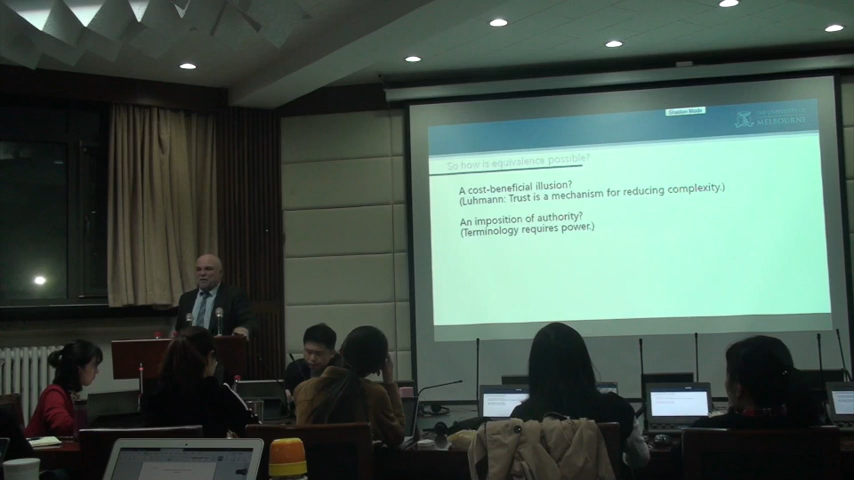 MELBOURNE
So how is equivalence possible?
A cost-beneficial illusion?
(Luhmann: Trust is a mechanism for reducing complexity.)
An imposition of authority?
(Terminology requires power.)